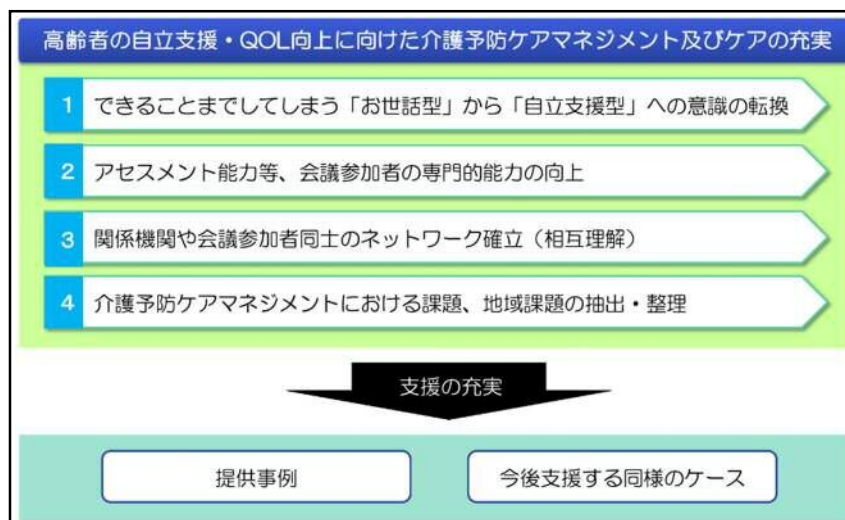 高齢者の自立支援・QOL向上に向けた介護予防ケアマネジメント及びケアの充実
1 できることまでしてしまう「お世話型」から「自立支援型」への意識の転換
2 アセスメント能力等、会議参加者の専門的能力の向上
3 関係機関や会議参加者同士のネットワーク確立（相互理解）
4 介護予防ケアマネジメントにおける課題、地域課題の抽出・整理
支援の充実
提供事例
今後支援する同様のケース